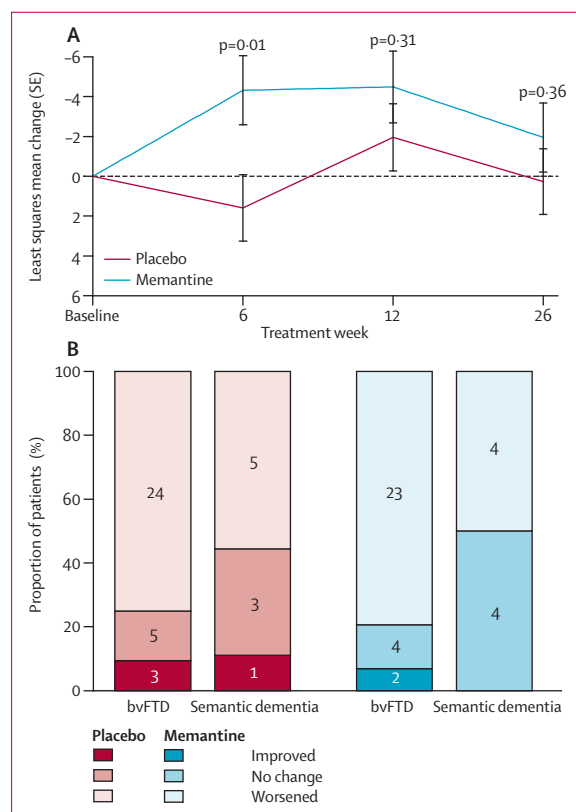 A
p=0·01
p=0·31
p=0·36
Least squares mean change (SE)
–6
–4
–2
0
2
4
6
Placebo
Memantine
Baseline
6
12
26
Treatment week
B
Proportion of patients (%)
100
80
60
40
20
0
24
5
3
5
3
1
23
4
2
4
4
bvFTD
Semantic dementia
bvFTD
Semantic dementia
Placebo Memantine
Improved
No change
Worsened